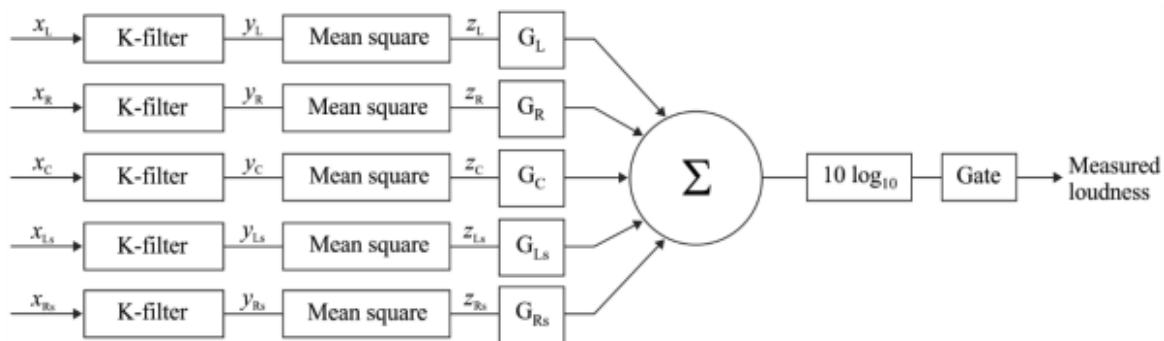 x_L K-filter y_L Mean square z_L G_L
x_R K-filter y_R Mean square z_R G_R
x_C K-filter y_C Mean square z_C G_C
Σ 10 log_10 Gate Measured
loudness
x_Ls K-filter y_Ls Mean square z_Ls G_Ls
x_Rs K-filter y_Rs Mean square z_Rs G_Rs